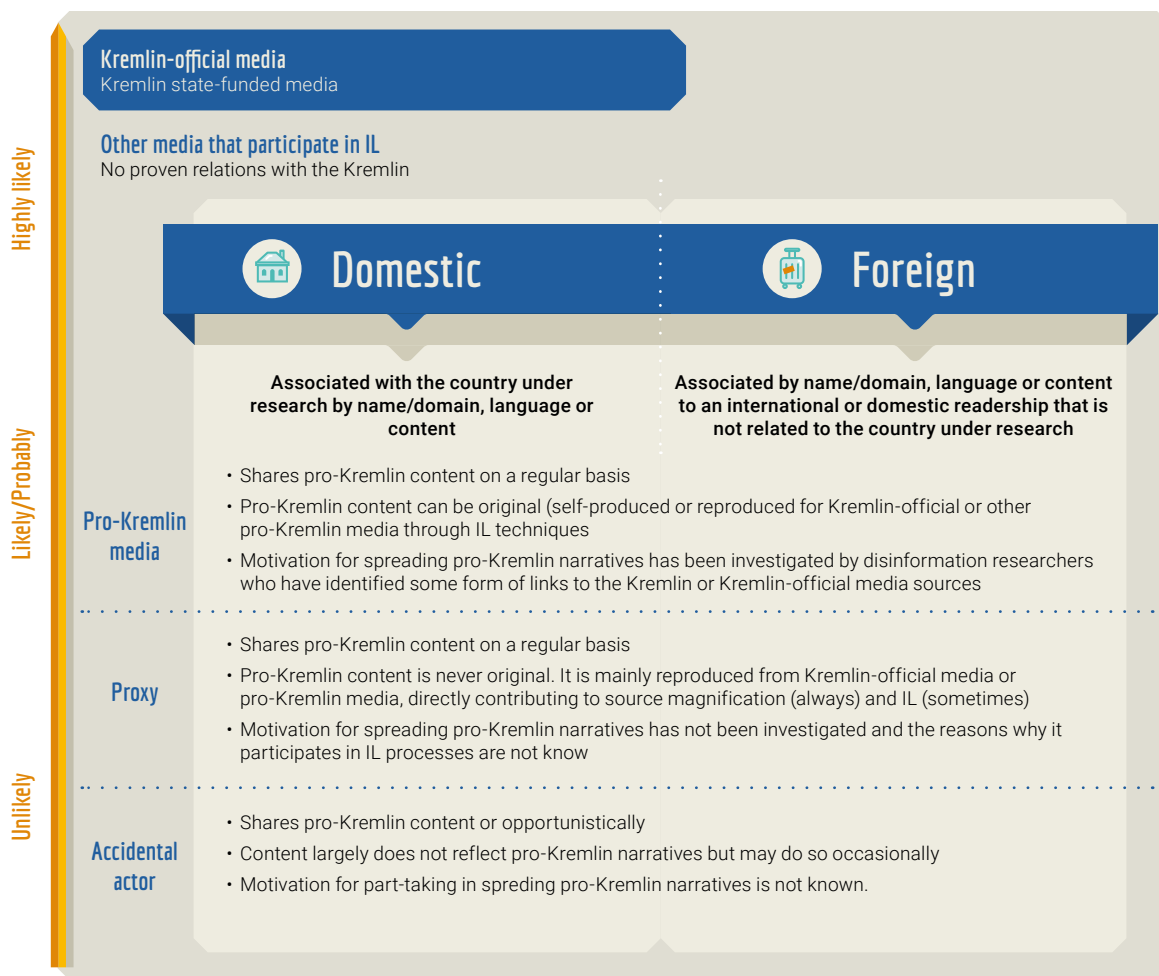 Kremlin-official media
Kremlin state-funded media
Other media that participate in IL
No proven relations with the Kremlin
Highly likely
Domestic
Foreign
Associated with the country under
research by name/domain, language or
content
Associated by name/domain, language or content
to an international or domestic readership that is
not related to the country under research
Likely/Probably
Pro-Kremlin
media
• Shares pro-Kremlin content on a regular basis
• Pro-Kremlin content can be original (self-produced or reproduced for Kremlin-official or other
pro-Kremlin media through IL techniques
• Motivation for spreading pro-Kremlin narratives has been investigated by disinformation researchers
who have identified some form of links to the Kremlin or Kremlin-official media sources
Proxy
• Shares pro-Kremlin content on a regular basis
• Pro-Kremlin content is never original. It is mainly reproduced from Kremlin-official media or
pro-Kremlin media, directly contributing to source magnification (always) and IL (sometimes)
• Motivation for spreading pro-Kremlin narratives has not been investigated and the reasons why it
participates in IL processes are not know
Unlikely
Accidental
actor
• Shares pro-Kremlin content or opportunistically
• Content largely does not reflect pro-Kremlin narratives but may do so occasionally
• Motivation for part-taking in spreding pro-Kremlin narratives is not known.